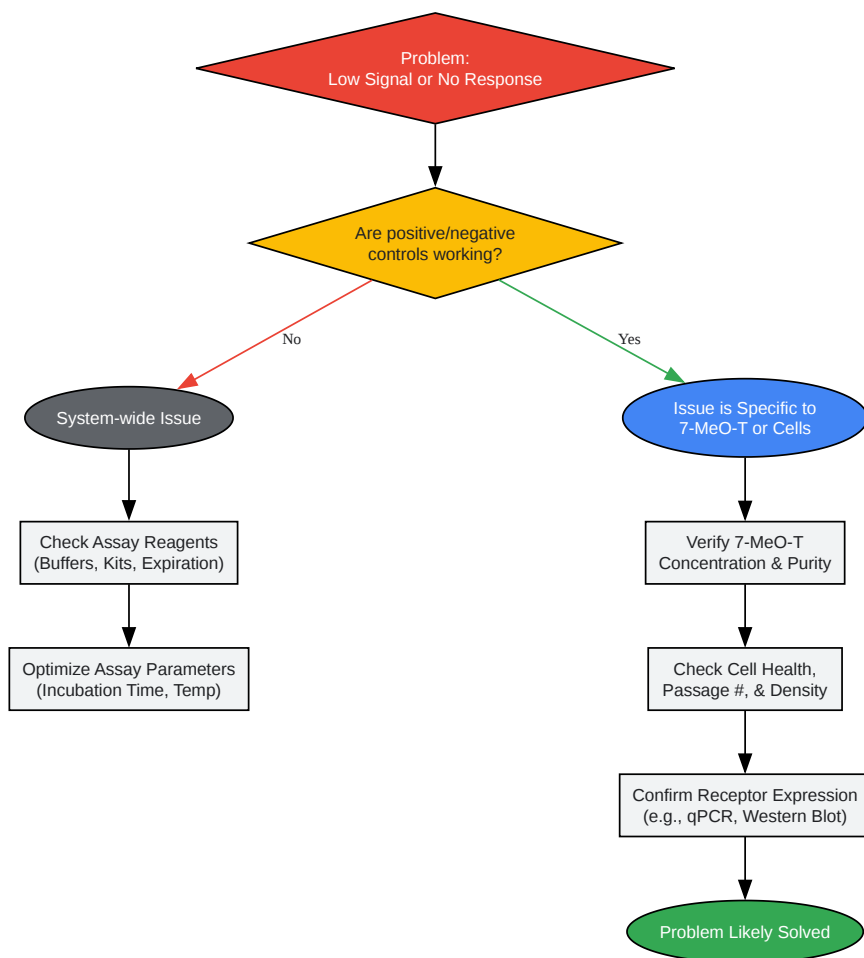 Problem:
Low Signal or No Response
Are positive/negative
controls working?
No
Yes
System-wide Issue
Issue is Specific to
7-MeO-T or Cells
Check Assay Reagents
(Buffers, Kits, Expiration)
Verify 7-MeO-T
Concentration & Purity
Optimize Assay Parameters
(Incubation Time, Temp)
Check Cell Health,
Passage #, & Density
Confirm Receptor Expression
(e.g., qPCR, Western Blot)
Problem Likely Solved